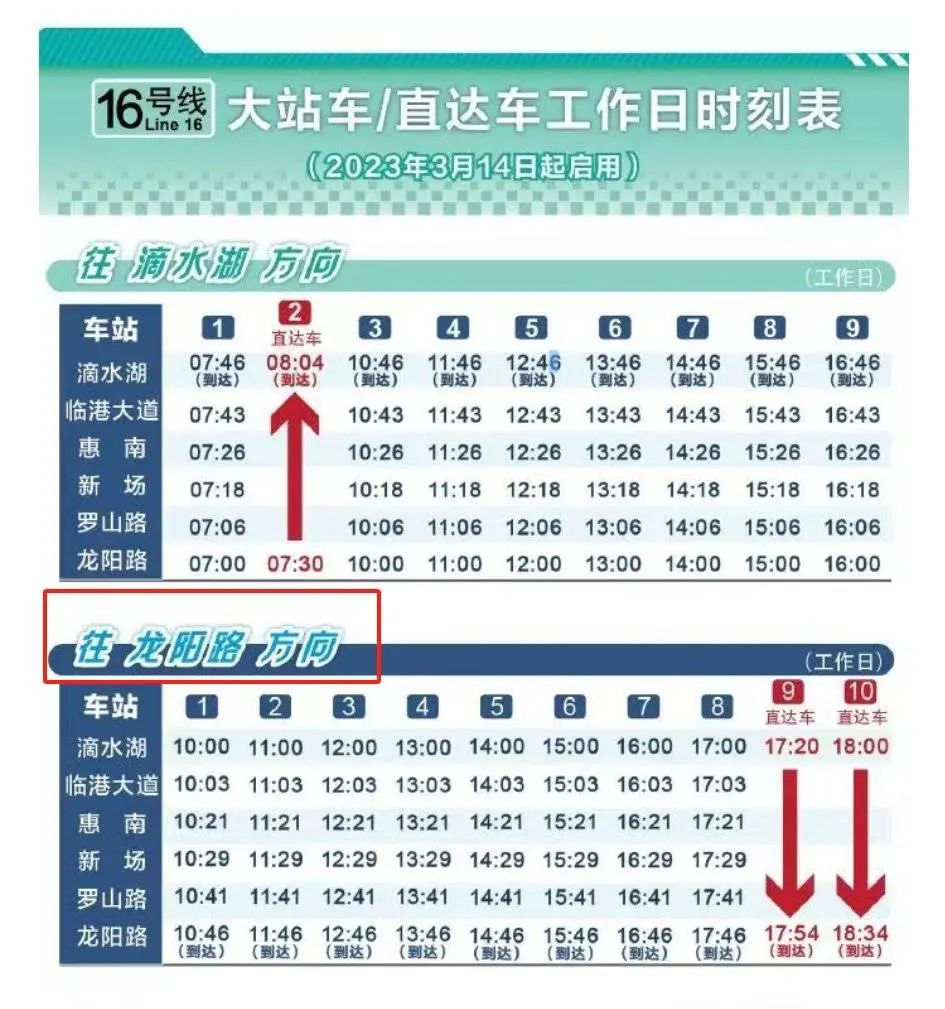 16号线 大站车/直达车工作日时刻表
Line 16
（2023年3月14日起启用）
往 滴水湖 方向
（工作日）
车站 1 2 3 4 5 6 7 8 9
直达车
滴水湖 07:46 08:04 10:46 11:46 12:46 13:46 14:46 15:46 16:46
（到达） （到达） （到达） （到达） （到达） （到达） （到达） （到达） （到达）
临港大道 07:43 10:43 11:43 12:43 13:43 14:43 15:43 16:43
惠 南 07:26 10:26 11:26 12:26 13:26 14:26 15:26 16:26
新 场 07:18 10:18 11:18 12:18 13:18 14:18 15:18 16:18
罗山路 07:06 10:06 11:06 12:06 13:06 14:06 15:06 16:06
龙阳路 07:00 07:30 10:00 11:00 12:00 13:00 14:00 15:00 16:00
往 龙阳路 方向
（工作日）
车站 1 2 3 4 5 6 7 8 9 10
直达车 直达车
滴水湖 10:00 11:00 12:00 13:00 14:00 15:00 16:00 17:00 17:20 18:00
临港大道 10:03 11:03 12:03 13:03 14:03 15:03 16:03 17:03
惠 南 10:21 11:21 12:21 13:21 14:21 15:21 16:21 17:21
新 场 10:29 11:29 12:29 13:29 14:29 15:29 16:29 17:29
罗山路 10:41 11:41 12:41 13:41 14:41 15:41 16:41 17:41
龙阳路 10:46 11:46 12:46 13:46 14:46 15:46 16:46 17:46 17:54 18:34
（到达） （到达） （到达） （到达） （到达） （到达） （到达） （到达） （到达） （到达）